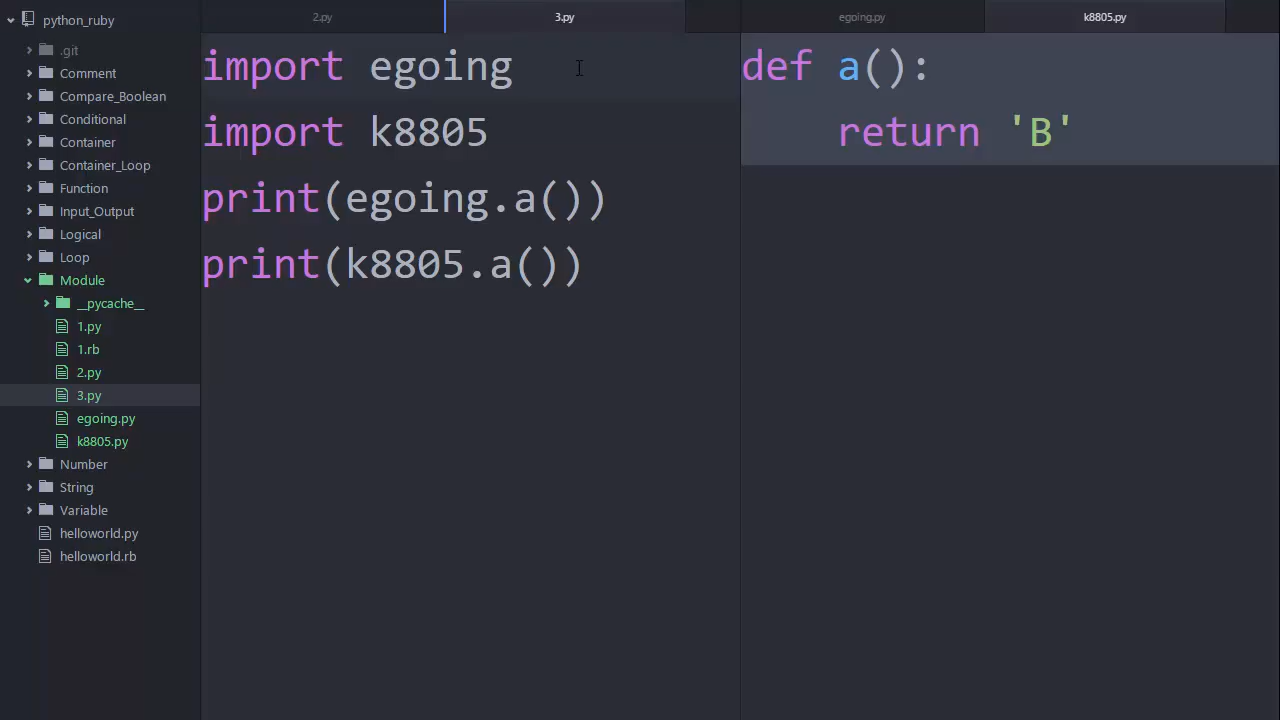 python_ruby
.git
Comment
Compare_Boolean
Conditional
Container
Container_Loop
Function
Input_Output
Logical
Loop
Module
__pycache__
1.py
1.rb
2.py
3.py
egoing.py
k8805.py
Number
String
Variable
helloworld.py
helloworld.rb
2.py
3.py
import egoing
import k8805
print(egoing.a())
print(k8805.a())
egoing.py
k8805.py
def a():
    return 'B'